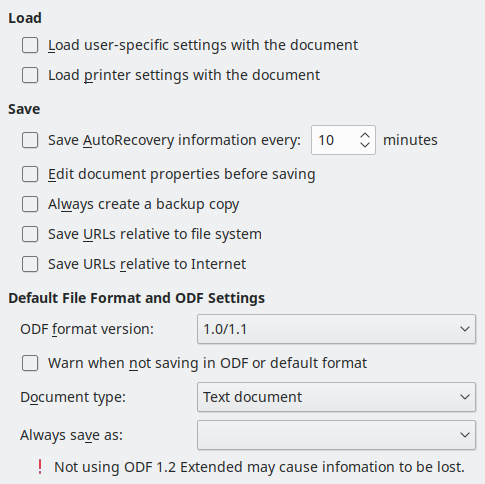 Load
Load user-specific settings with the document
Load printer settings with the document
Save
Save AutoRecovery information every: 10 minutes
Edit document properties before saving
Always create a backup copy
Save URLs relative to file system
Save URLs relative to Internet
Default File Format and ODF Settings
ODF format version: 1.0/1.1
Warn when not saving in ODF or default format
Document type: Text document
Always save as:
! Not using ODF 1.2 Extended may cause infomation to be lost.